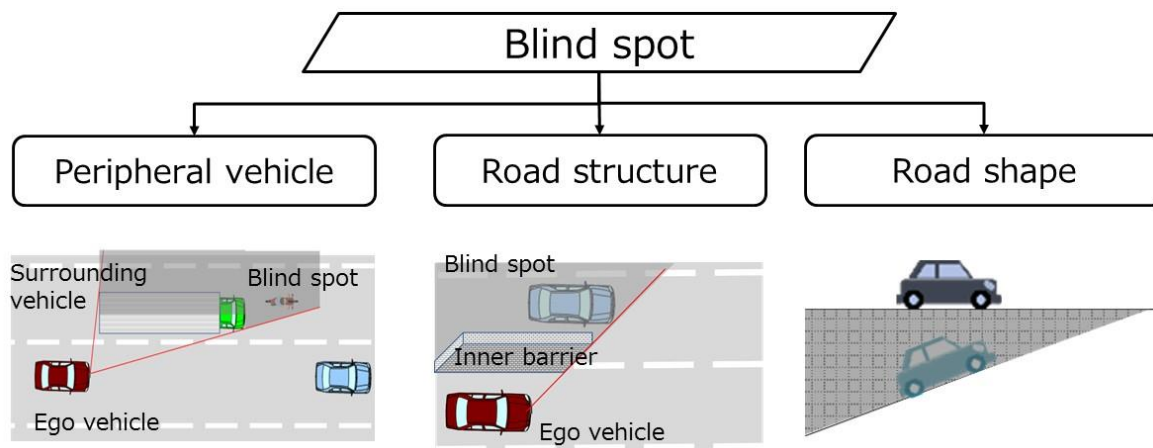 Blind spot
Peripheral vehicle
Road structure
Road shape
Surrounding
vehicle
Blind spot
Ego vehicle
Blind spot
Inner barrier
Ego vehicle